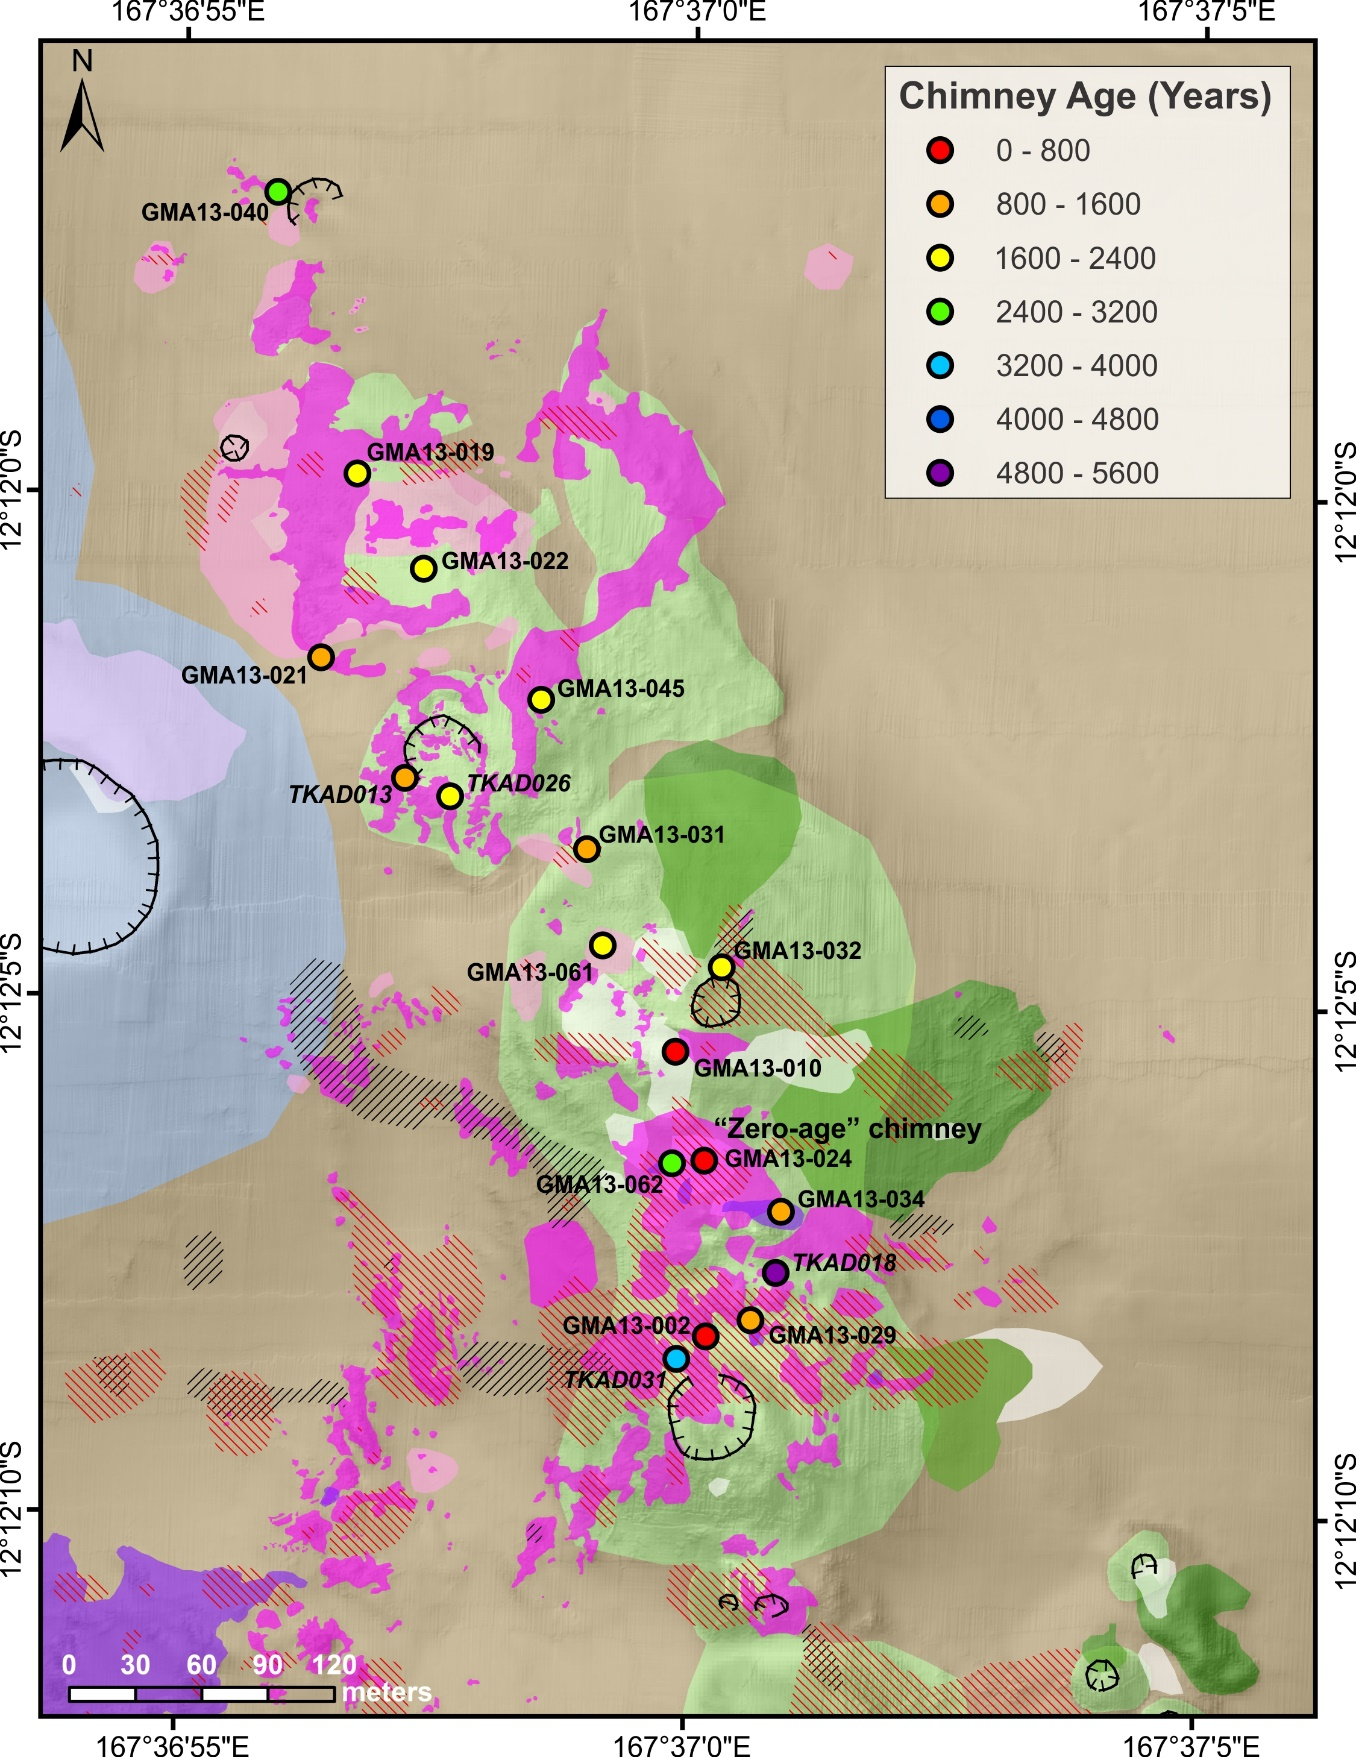 167°36'55"E
167°37'0"E
167°37'5"E
N
Chimney Age (Years)
0 - 800
800 - 1600
1600 - 2400
2400 - 3200
3200 - 4000
4000 - 4800
4800 - 5600
GMA13-040
12°12'0"S
12°12'0"S
GMA13-019
GMA13-022
GMA13-021
GMA13-045
TKAD013
TKAD026
GMA13-031
GMA13-032
GMA13-061
12°12'5"S
12°12'5"S
GMA13-010
“Zero-age” chimney
GMA13-024
GMA13-062
GMA13-034
TKAD018
GMA13-002
GMA13-029
TKAD031
12°12'10"S
12°12'10"S
0 30 60 90 120
meters
167°36'55"E
167°37'0"E
167°37'5"E